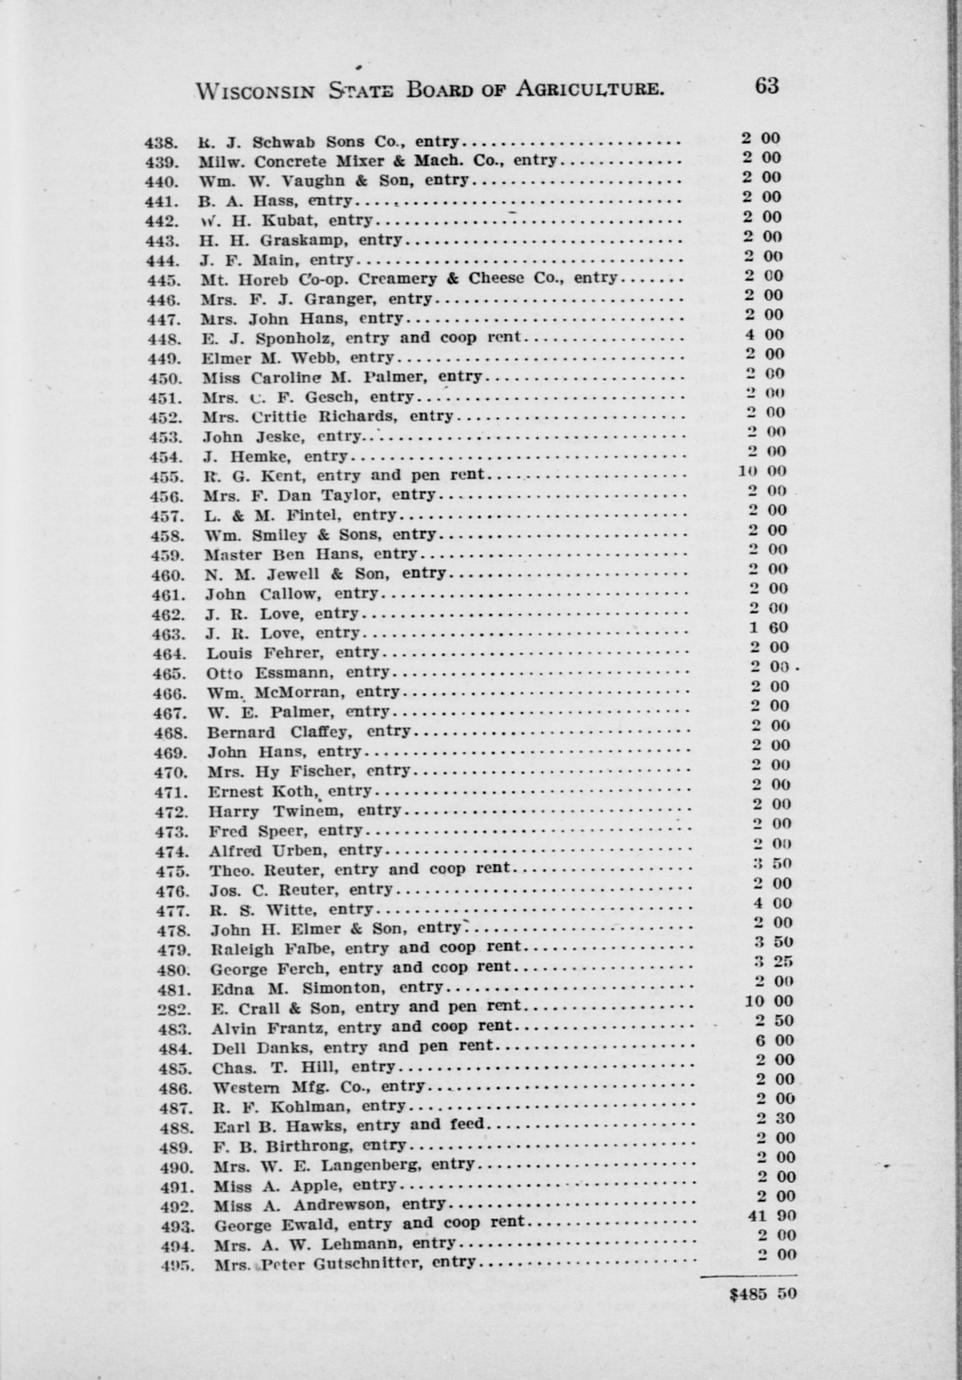 WISCONSIN STATE BOARD OF AGRICULTURE. 63
438. R. J. Schwab Sons Co., entry....................... 2 00
439. Milw. Concrete Mixer & Mach. Co., entry............. 2 00
440. Wm. W. Vaughn & Son, entry...................... 2 00
441. B. A. Hass, entry.................................. 2 00
442. W. H. Kubat, entry................................ 2 00
443. H. H. Graskamp, entry............................. 2 00
444. J. F. Main, entry.................................. 2 00
445. Mt. Horeb Co-op. Creamery & Cheese Co., entry....... 2 00
446. Mrs. F. J. Granger, entry.......................... 2 00
447. Mrs. John Hans, entry............................. 2 00
448. E. J. Sponholz, entry and coop rent................. 4 00
449. Elmer M. Webb, entry.............................. 2 00
450. Miss Caroline M. Palmer, entry..................... 2 00
451. Mrs. C. F. Gesch, entry............................ 2 00
452. Mrs. Crittie Richards, entry........................ 2 00
453. John Jeske, entry.................................. 2 00
454. J. Hemke, entry................................... 2 00
455. R. G. Kent, entry and pen rent..................... 10 00
456. Mrs. F. Dan Taylor, entry.......................... 2 00
457. L. & M. Fintel, entry.............................. 2 00
458. Wm. Smiley & Sons, entry.......................... 2 00
459. Master Ben Hans, entry............................ 2 00
460. N. M. Jewell & Son, entry......................... 2 00
461. John Callow, entry................................ 2 00
462. J. R. Love, entry.................................. 2 00
463. J. R. Love, entry.................................. 1 60
464. Louis Fehrer, entry................................ 2 00
465. Otto Essmann, entry............................... 2 00
466. Wm. McMorran, entry.............................. 2 00
467. W. E. Palmer, entry............................... 2 00
468. Bernard Claffey, entry............................. 2 00
469. John Hans, entry.................................. 2 00
470. Mrs. Hy Fischer, entry............................. 2 00
471. Ernest Koth, entry................................. 2 00
472. Harry Twinem, entry.............................. 2 00
473. Fred Speer, entry.................................. 2 00
474. Alfred Urben, entry................................ 2 00
475. Theo. Reuter, entry and coop rent................... 3 50
476. Jos. C. Reuter, entry............................... 2 00
477. R. S. Witte, entry................................. 4 00
478. John H. Elmer & Son, entry........................ 2 00
479. Raleigh Falbe, entry and coop rent.................. 3 50
480. George Ferch, entry and coop rent................... 3 25
481. Edna M. Simonton, entry.......................... 2 00
282. E. Crall & Son, entry and pen rent.................. 10 00
483. Alvin Frantz, entry and coop rent................... 2 50
484. Dell Danks, entry and pen rent..................... 6 00
485. Chas. T. Hill, entry............................... 2 00
486. Western Mfg. Co., entry............................ 2 00
487. R. F. Kohlman, entry.............................. 2 00
488. Earl B. Hawks, entry and feed...................... 2 30
489. F. B. Birthrong, entry.............................. 2 00
490. Mrs. W. E. Langenberg, entry....................... 2 00
491. Miss A. Apple, entry............................... 2 00
492. Miss A. Andrewson, entry.......................... 2 00
493. George Ewald, entry and coop rent.................. 41 90
494. Mrs. A. W. Lehmann, entry......................... 2 00
495. Mrs. Peter Gutschnitter, entry....................... 2 00
$485 50